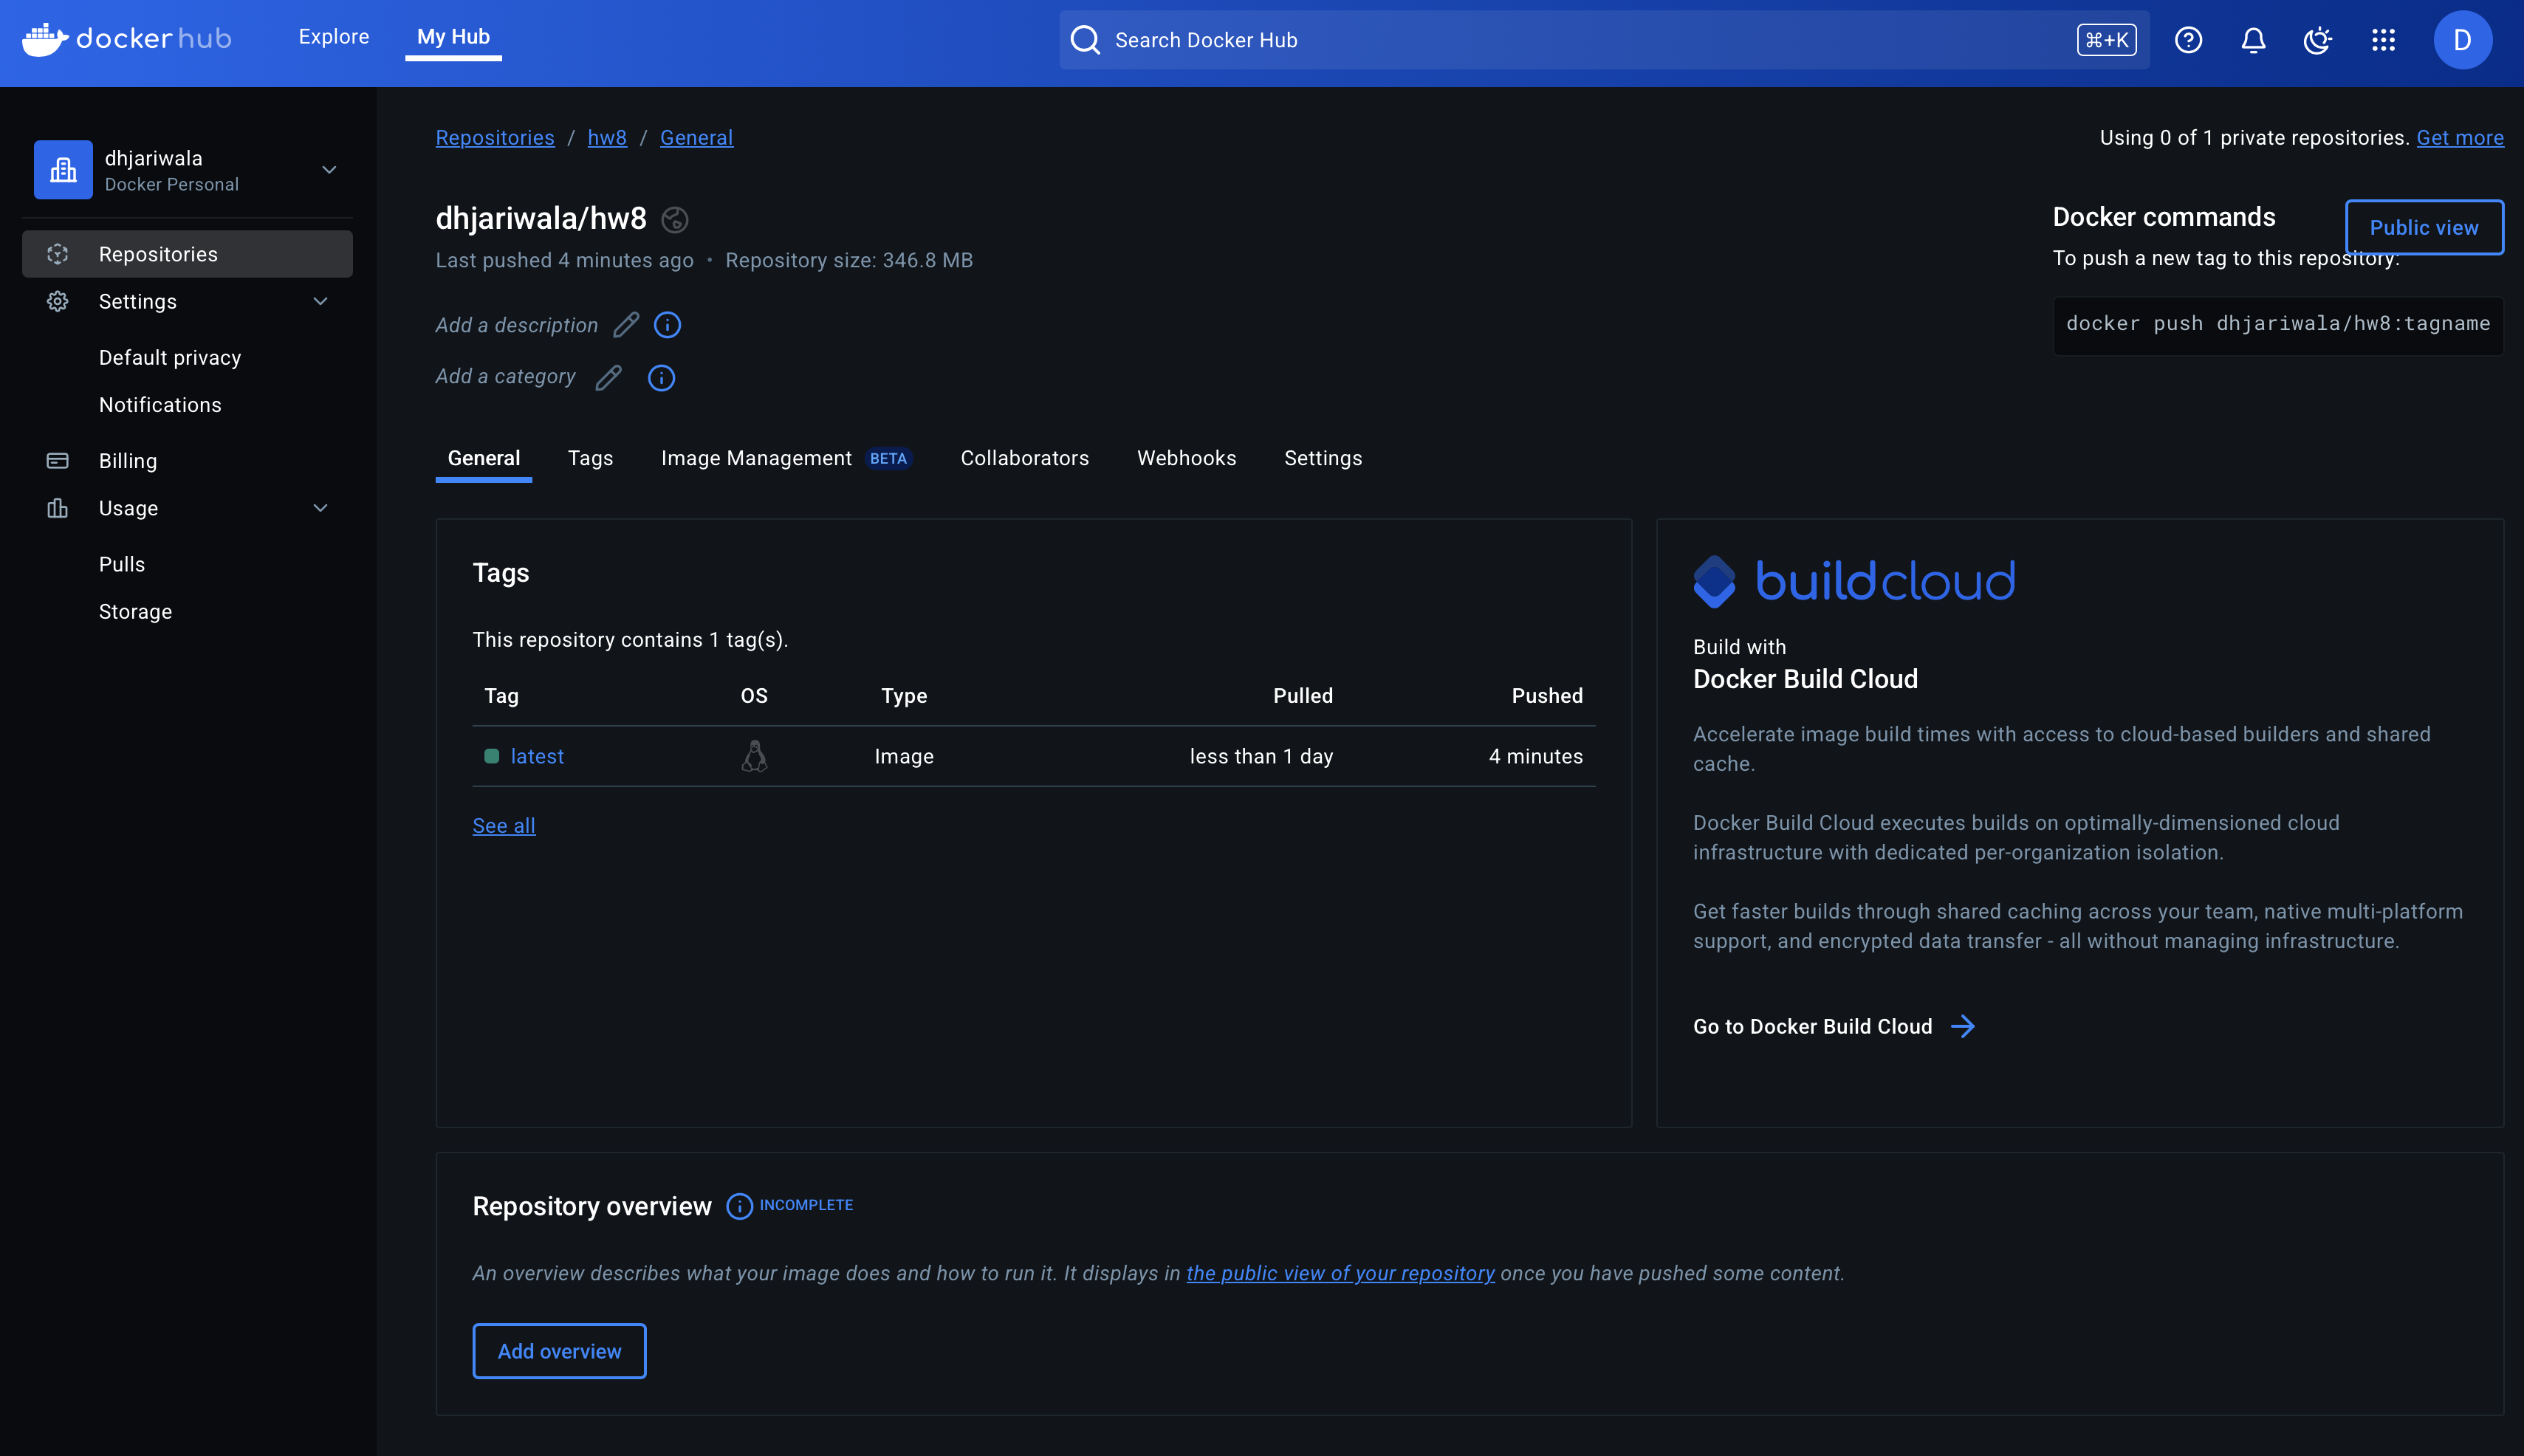 dockerhub
Explore
My Hub
Search Docker Hub
⌘+K
D
dhjariwala
Docker Personal
Repositories
Settings
Default privacy
Notifications
Billing
Usage
Pulls
Storage
Repositories / hw8 / General
Using 0 of 1 private repositories. Get more
dhjariwala/hw8
Last pushed 4 minutes ago • Repository size: 346.8 MB
Add a description
Add a category
Docker commands
Public view
To push a new tag to this repository:
docker push dhjariwala/hw8:tagname
General Tags Image Management BETA Collaborators Webhooks Settings
Tags
This repository contains 1 tag(s).
Tag OS Type Pulled Pushed
latest Image less than 1 day 4 minutes
See all
buildcloud
Build with
Docker Build Cloud
Accelerate image build times with access to cloud-based builders and shared
cache.
Docker Build Cloud executes builds on optimally-dimensioned cloud
infrastructure with dedicated per-organization isolation.
Get faster builds through shared caching across your team, native multi-platform
support, and encrypted data transfer - all without managing infrastructure.
Go to Docker Build Cloud
Repository overview INCOMPLETE
An overview describes what your image does and how to run it. It displays in the public view of your repository once you have pushed some content.
Add overview